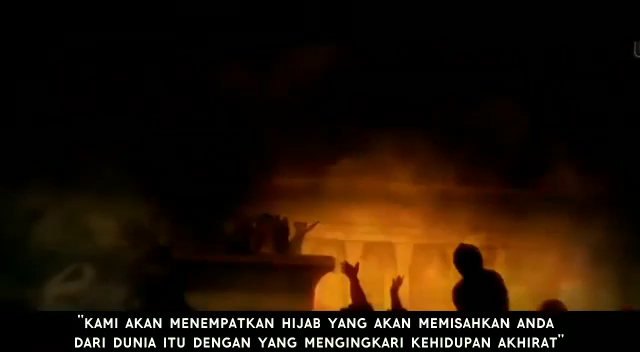 "KAMI AKAN MENEMPATKAN HIJAB YANG AKAN MEMISAHKAN ANDA
DARI DUNIA ITU DENGAN YANG MENGINGKARI KEHIDUPAN AKHIRAT"